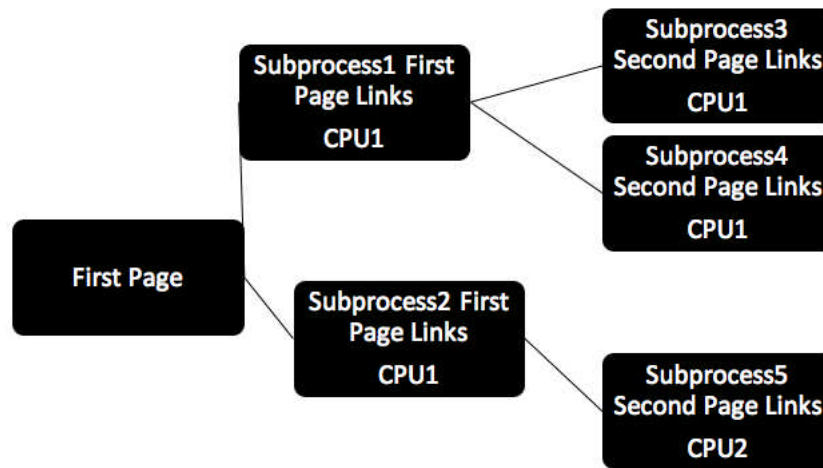 Subprocess3
Second Page Links
CPU1
Subprocess1 First
Page Links
CPU1
Subprocess4
Second Page Links
CPU1
First Page
Subprocess2 First
Page Links
CPU1
Subprocess5
Second Page Links
CPU2